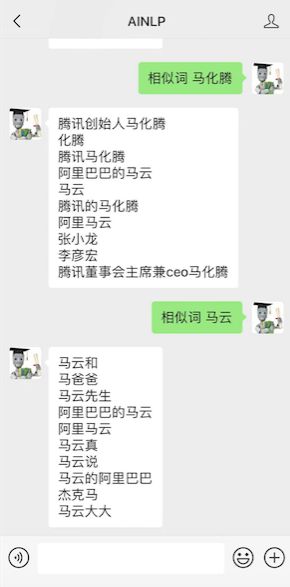 AINLP
相似词 马化腾
腾讯创始人马化腾
化腾
腾讯马化腾
阿里巴巴的马云
马云
腾讯的马化腾
阿里马云
张小龙
李彦宏
腾讯董事会主席兼ceo马化腾
相似词 马云
马云和
马爸爸
马云先生
阿里巴巴的马云
阿里马云
马云真
马云说
马云的阿里巴巴
杰克马
马云大大